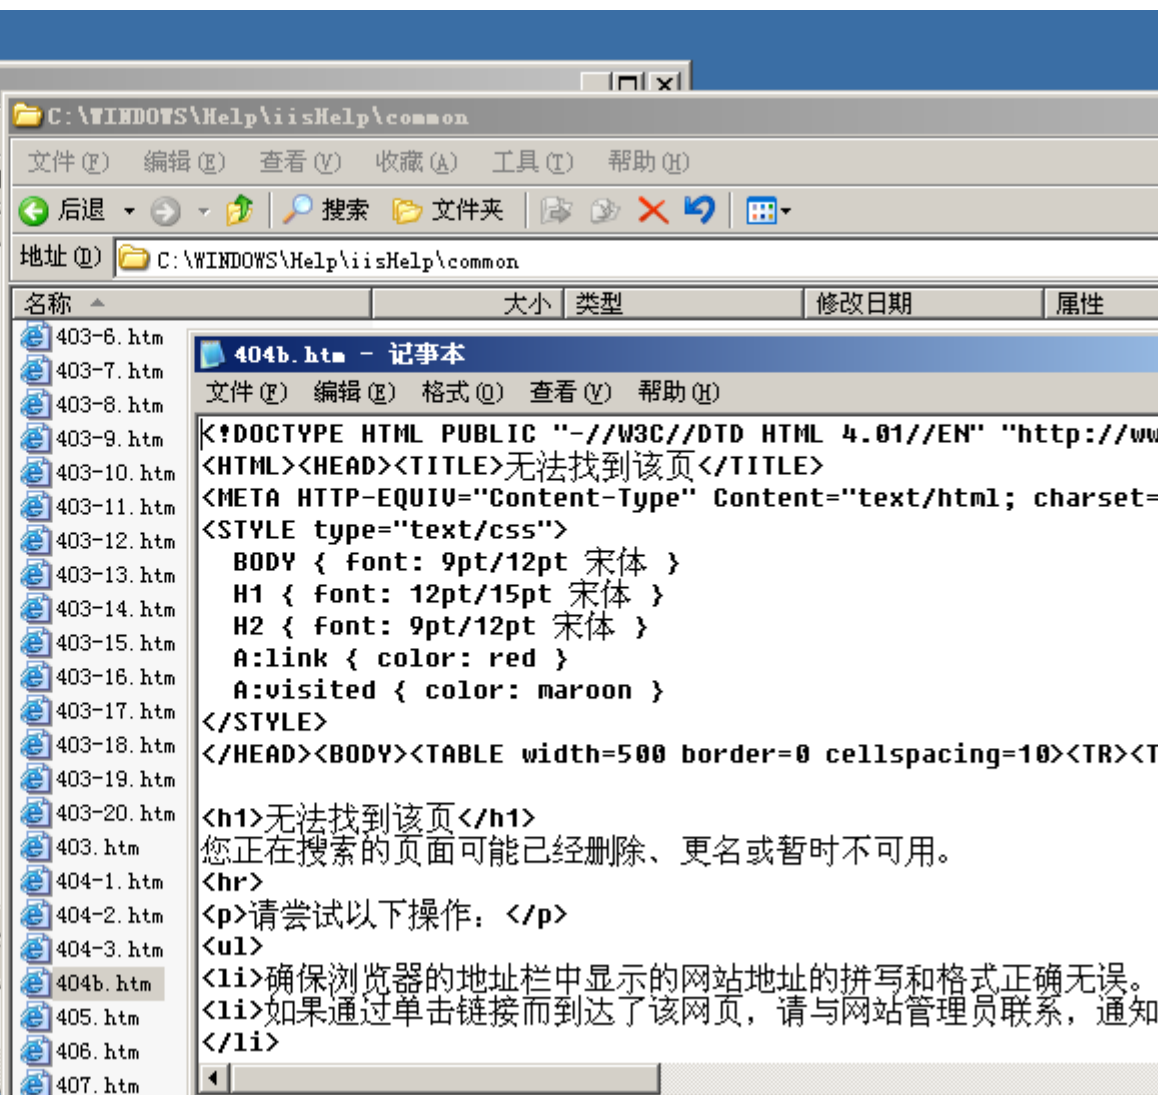 C:\WINDOWS\Help\iisHelp\common
文件(F) 编辑(E) 查看(V) 收藏(A) 工具(T) 帮助(H)
后退 搜索 文件夹
地址(D) C:\WINDOWS\Help\iisHelp\common
名称 大小 类型 修改日期 属性
403-6.htm
403-7.htm
403-8.htm
403-9.htm
403-10.htm
403-11.htm
403-12.htm
403-13.htm
403-14.htm
403-15.htm
403-16.htm
403-17.htm
403-18.htm
403-19.htm
403-20.htm
403.htm
404-1.htm
404-2.htm
404-3.htm
404b.htm
405.htm
406.htm
407.htm
404b.htm - 记事本
文件(F) 编辑(E) 格式(O) 查看(V) 帮助(H)
<!DOCTYPE HTML PUBLIC "-//W3C//DTD HTML 4.01//EN" "http://ww
<HTML><HEAD><TITLE>无法找到该页</TITLE>
<META HTTP-EQUIV="Content-Type" Content="text/html; charset=
<STYLE type="text/css">
BODY { font: 9pt/12pt 宋体 }
H1 { font: 12pt/15pt 宋体 }
H2 { font: 9pt/12pt 宋体 }
A:link { color: red }
A:visited { color: maroon }
</STYLE>
</HEAD><BODY><TABLE width=500 border=0 cellspacing=10><TR><T
<h1>无法找到该页</h1>
您正在搜索的页面可能已经删除、更名或暂时不可用。
<hr>
<p>请尝试以下操作：</p>
<ul>
<li>确保浏览器的地址栏中显示的网站地址的拼写和格式正确无误。
<li>如果通过单击链接而到达了该网页，请与网站管理员联系，通知
</li>